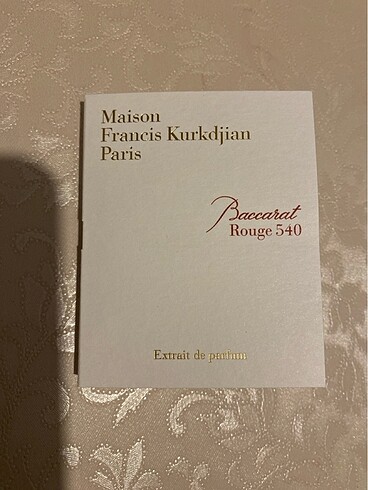 Maison
Francis Kurkdjian
Paris
Baccarat
Rouge 540
Extrait de parfum